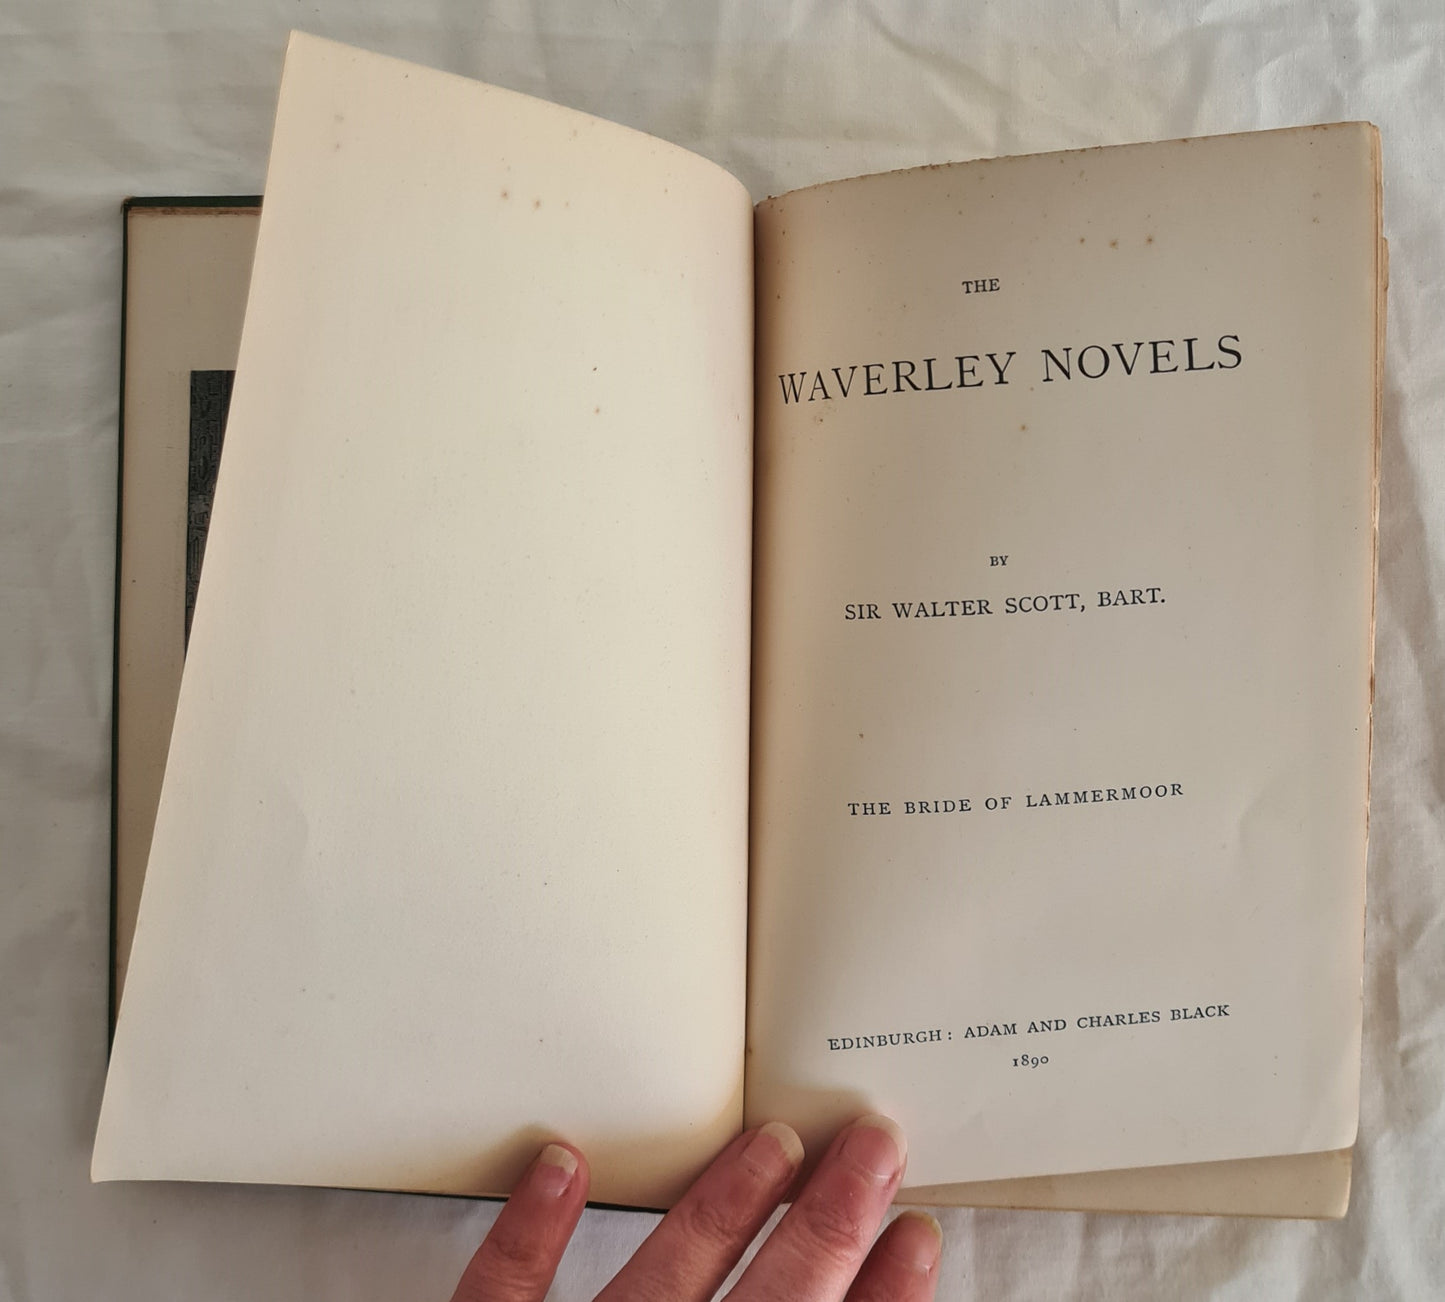 THE
WAVERLEY NOVELS
BY
SIR WALTER SCOTT, BART.
THE BRIDE OF LAMMERMOOR
EDINBURGH: ADAM AND CHARLES BLACK
1890